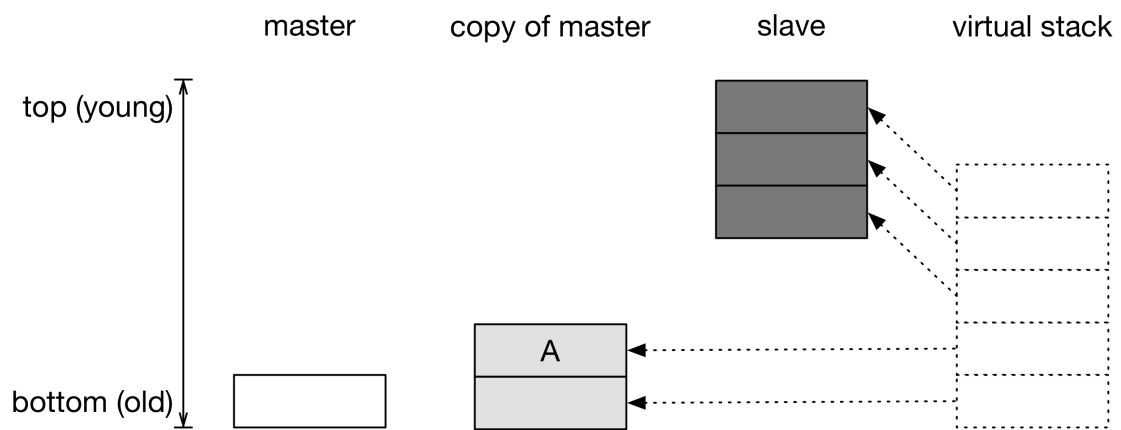 master
copy of master
slave
virtual stack
top (young)
A
bottom (old)